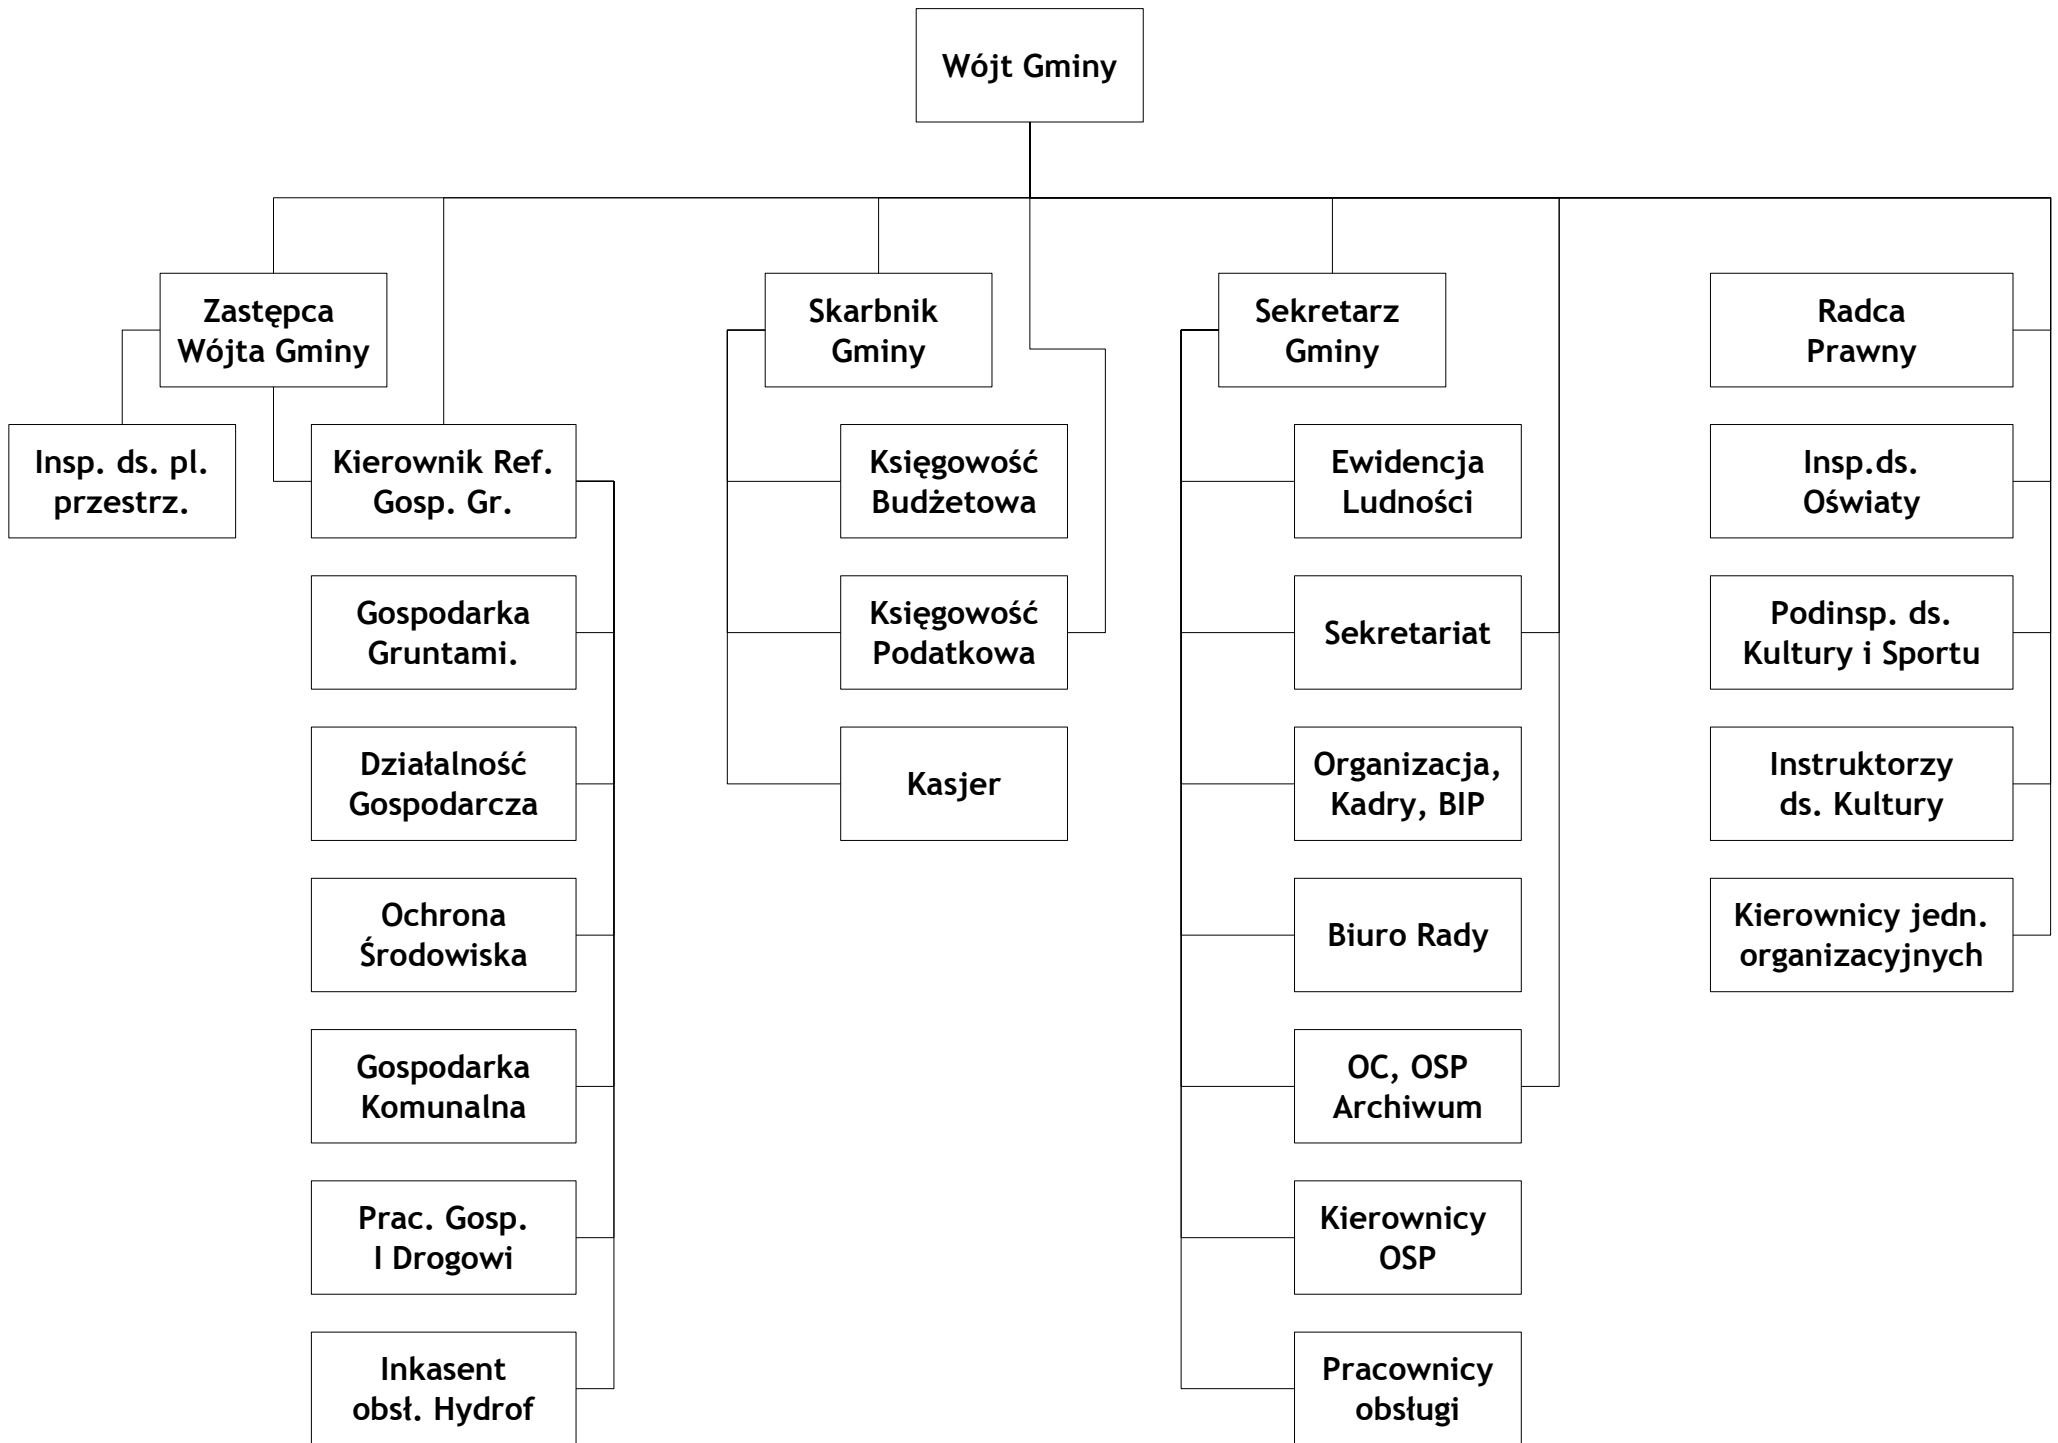 Wójt Gminy
Zastępca
Wójta Gminy
Skarbnik
Gminy
Sekretarz
Gminy
Radca
Prawny
Insp. ds. pl.
przestrz.
Kierownik Ref.
Gosp. Gr.
Księgowość
Budżetowa
Ewidencja
Ludności
Insp.ds.
Oświaty
Gospodarka
Gruntami.
Księgowość
Podatkowa
Sekretariat
Podinsp. ds.
Kultury i Sportu
Działalność
Gospodarcza
Kasjer
Organizacja,
Kadry, BIP
Instruktorzy
ds. Kultury
Ochrona
Środowiska
Biuro Rady
Kierownicy jedn.
organizacyjnych
Gospodarka
Komunalna
OC, OSP
Archiwum
Prac. Gosp.
I Drogowi
Kierownicy
OSP
Inkasent
obsł. Hydrof
Pracownicy
obsługi